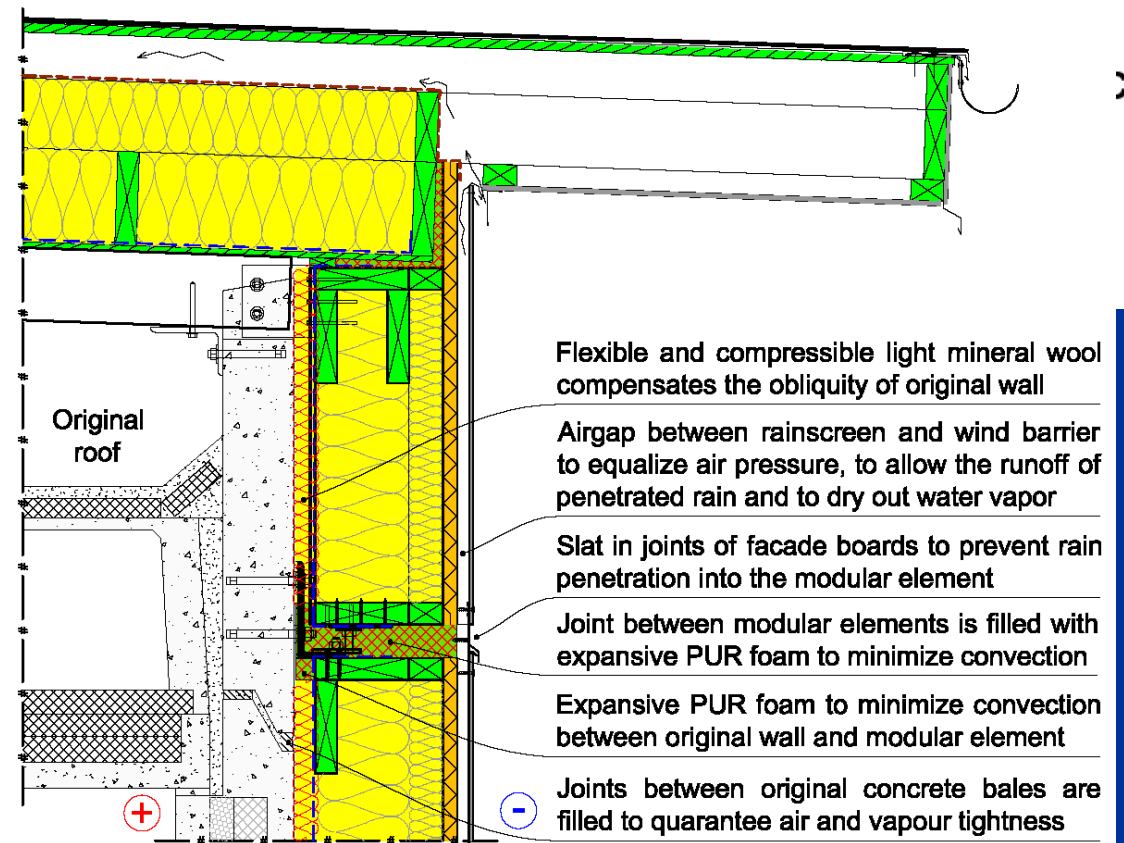 Original
roof
Flexible and compressible light mineral wool
compensates the obliquity of original wall
Airgap between rainscreen and wind barrier
to equalize air pressure, to allow the runoff of
penetrated rain and to dry out water vapor
Slat in joints of facade boards to prevent rain
penetration into the modular element
Joint between modular elements is filled with
expansive PUR foam to minimize convection
Expansive PUR foam to minimize convection
between original wall and modular element
Joints between original concrete bales are
filled to quarantee air and vapour tightness
+
-